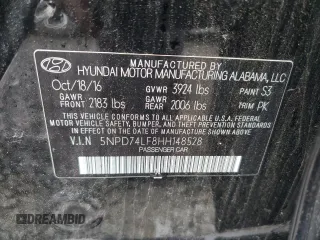 MANUFACTURED BY
HYUNDAI MOTOR MANUFACTURING ALABAMA, LLC
Oct/18/16 GVWR 3924 lbs PAINT S3
GAWR GAWR
FRONT 2183 lbs REAR 2006 lbs TRIM PK
THIS VEHICLE CONFORMS TO ALL APPLICABLE U.S.
FEDERAL MOTOR VEHICLE SAFETY, BUMPER, AND THEFT
PREVENTION STANDARDS IN EFFECT ON THE DATE OF
MANUFACTURE SHOWN ABOVE.
V.I.N 5NPD74LF8HH148528
PASSENGER CAR
DREAMBID